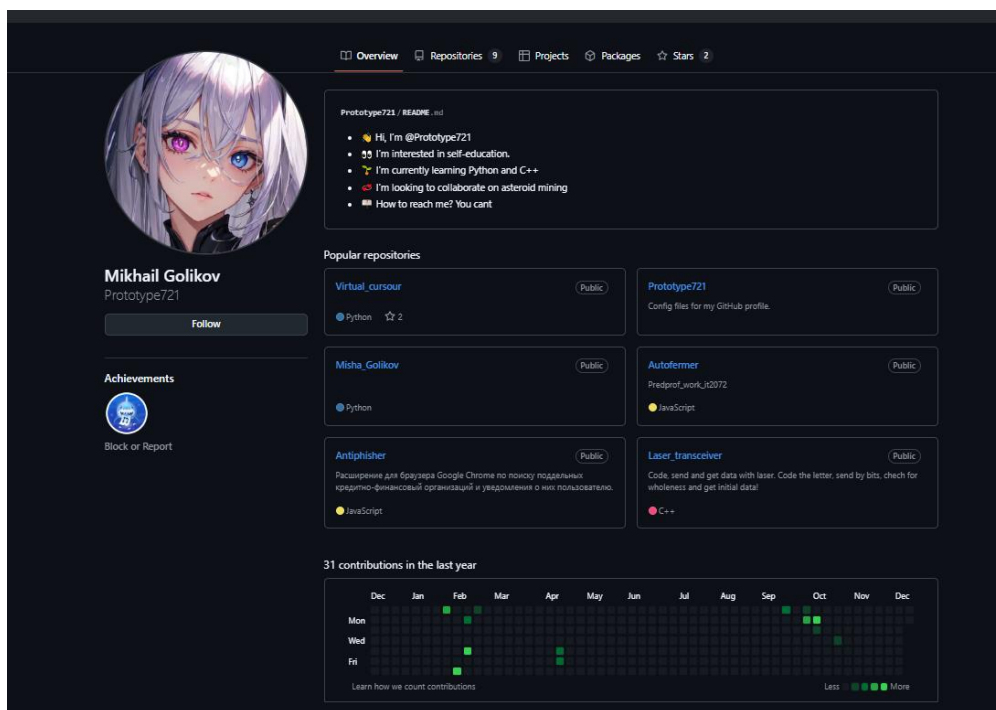 Overview Repositories 9 Projects Packages Stars 2
Prototype721 / README.md
👋 Hi, I'm @Prototype721
👀 I'm interested in self-education.
🌱 I'm currently learning Python and C++
💞️ I'm looking to collaborate on asteroid mining
📫 How to reach me? You cant
Mikhail Golikov
Prototype721
Follow
Achievements
Block or Report
Popular repositories
Virtual_cursour Public
Python 2
Prototype721 Public
Config files for my GitHub profile.
Misha_Golikov Public
Python
Autofermer Public
Predprof_work_it2072
JavaScript
Antiphisher Public
Расширение для браузера Google Chrome по поиску поддельных
кредитно-финансовый организаций и уведомления о них пользователю.
JavaScript
Laser_transceiver Public
Code, send and get data with laser. Code the letter, send by bits, chech for
wholeness and get initial data!
C++
31 contributions in the last year
Dec Jan Feb Mar Apr May Jun Jul Aug Sep Oct Nov Dec
Mon
Wed
Fri
Learn how we count contributions Less More